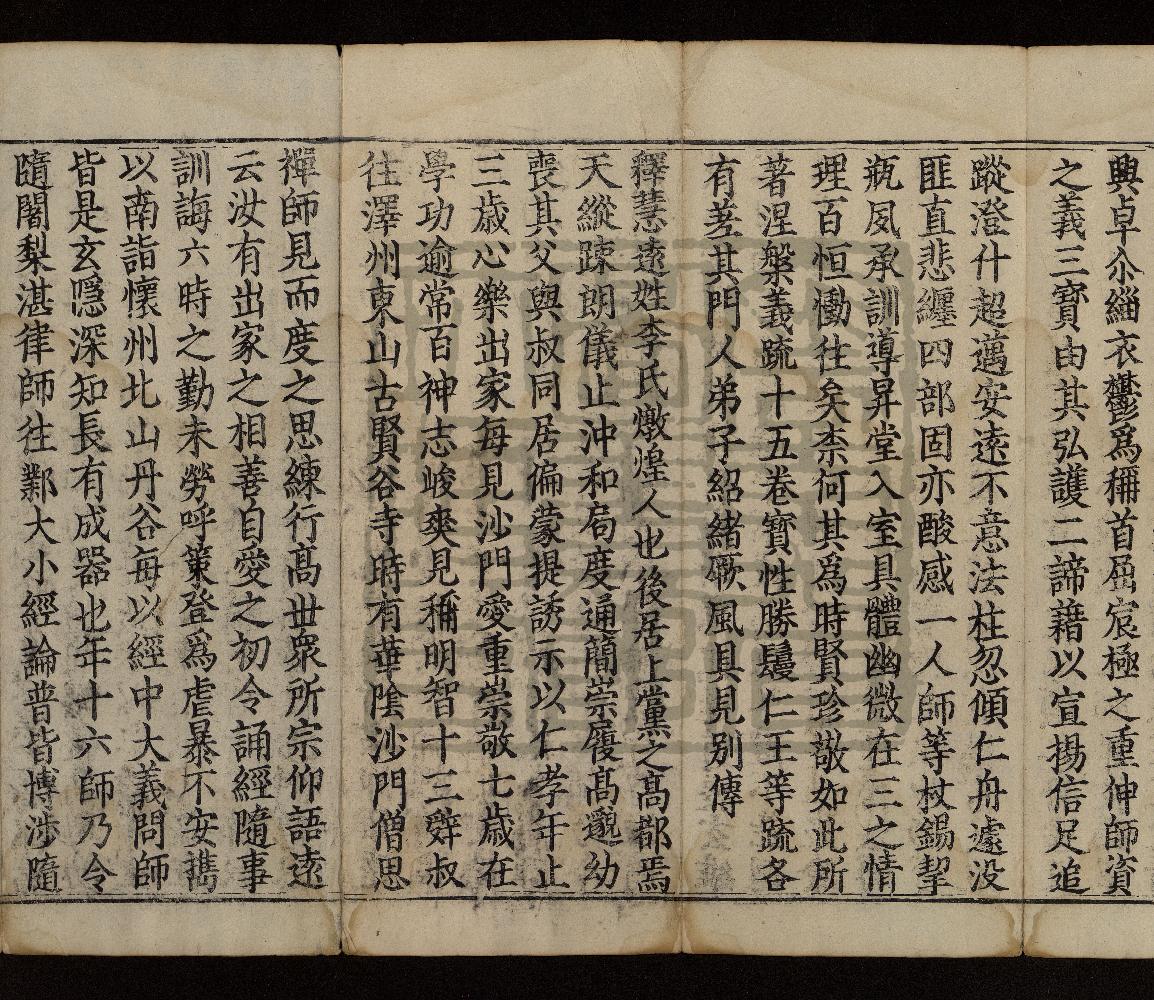 興卓尒緇衣鬱爲稱首屈宸極之重伸師資
之義三寶由其弘護二諦藉以宣揚信足追
蹤澄什超邁安遠不意法柱忽傾仁舟遽没
匪直悲纏四部固亦酸感一人師等杖錫挈
瓶夙承訓導昇堂入室具體幽微在三之情
理百恒慟往矣柰何其爲時賢珍敬如此所
著涅槃義䟽十五卷寶性勝鬘仁王等䟽各
有差其門人弟子紹緒厥風具見別傳
釋慧遠姓李氏燉煌人也後居上黨之髙都焉
天縱踈朗儀止沖和局度通簡崇履髙邈幼
喪其父與叔同居偏蒙提誘示以仁孝年止
三歲心樂出家每見沙門愛重崇敬七歲在
學功逾常百神志峻爽見稱明智十三辝叔
往澤州東山古賢谷寺時有華陰沙門僧思
禪師見而度之思練行髙世衆所宗仰語遠
云汝有出家之相善自愛之初令誦經隨事
訓誨六時之勤未勞呼策登爲虐暴不安携
以南詣懷州北山丹谷每以經中大義問師
皆是玄隱深知長有成器也年十六師乃令
隨闍梨湛律師往鄴大小經論普皆博涉隨